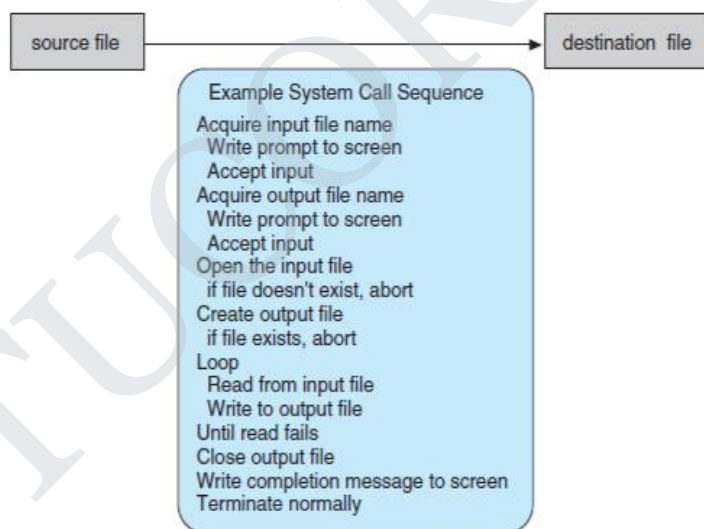 source file
destination file
Example System Call Sequence
Acquire input file name
Write prompt to screen
Accept input
Acquire output file name
Write prompt to screen
Accept input
Open the input file
if file doesn't exist, abort
Create output file
if file exists, abort
Loop
Read from input file
Write to output file
Until read fails
Close output file
Write completion message to screen
Terminate normally